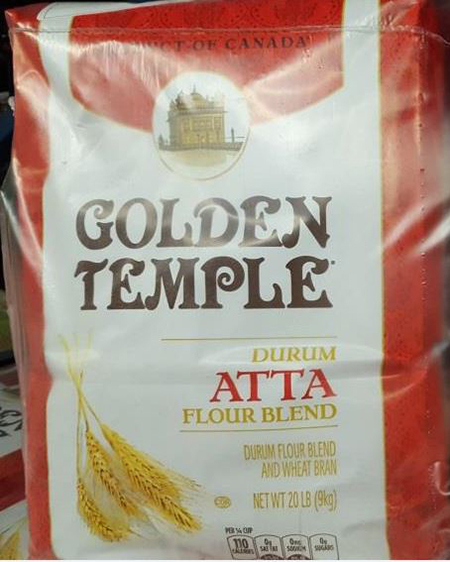 PRODUCT OF CANADA
GOLDEN
TEMPLE
DURUM
ATTA
FLOUR BLEND
DURUM FLOUR BLEND
AND WHEAT BRAN
NET WT 20 LB (9kg)
PER ¼ CUP
110
CALORIES
0g
SAT FAT
0mg
SODIUM
0g
SUGARS